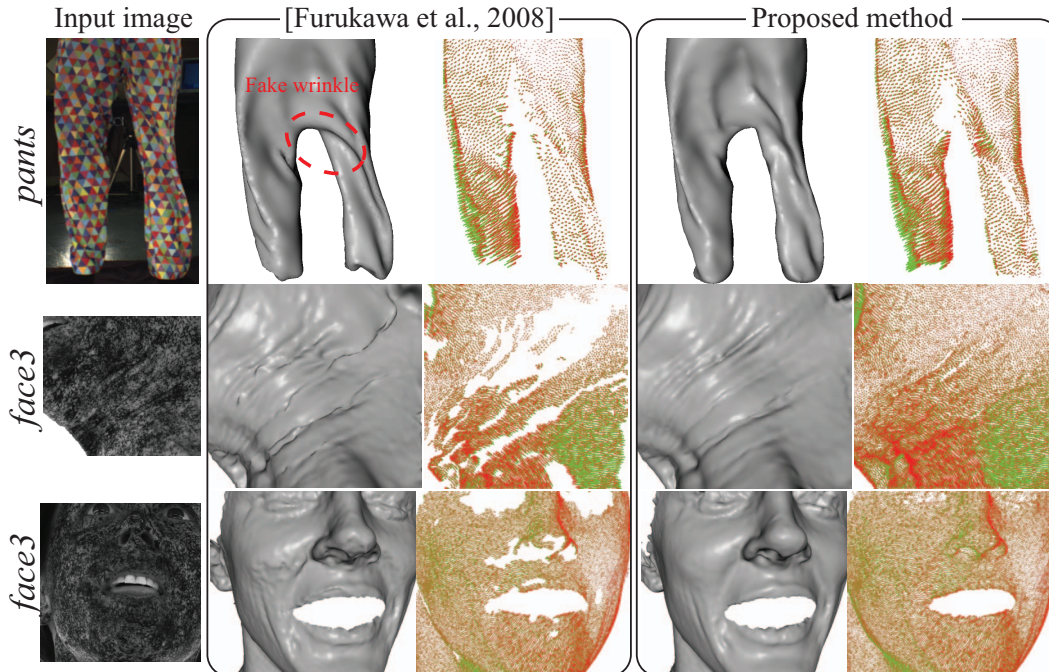 Input image
[Furukawa et al., 2008]
Proposed method
pants
Fake wrinkle
face3
face3